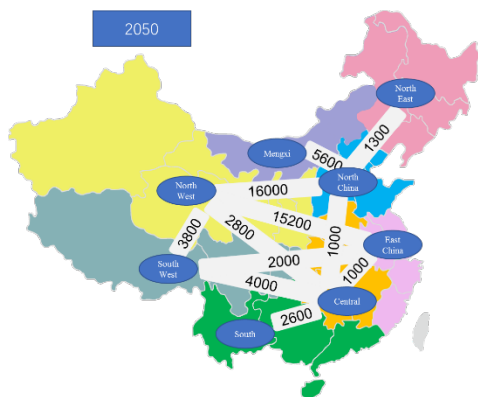 2050
North
East
1300
Mengxi
5600
North
China
North
West
16000
15200
2800
3800
1000
East
China
South
West
2000
4000
1000
Central
2600
South